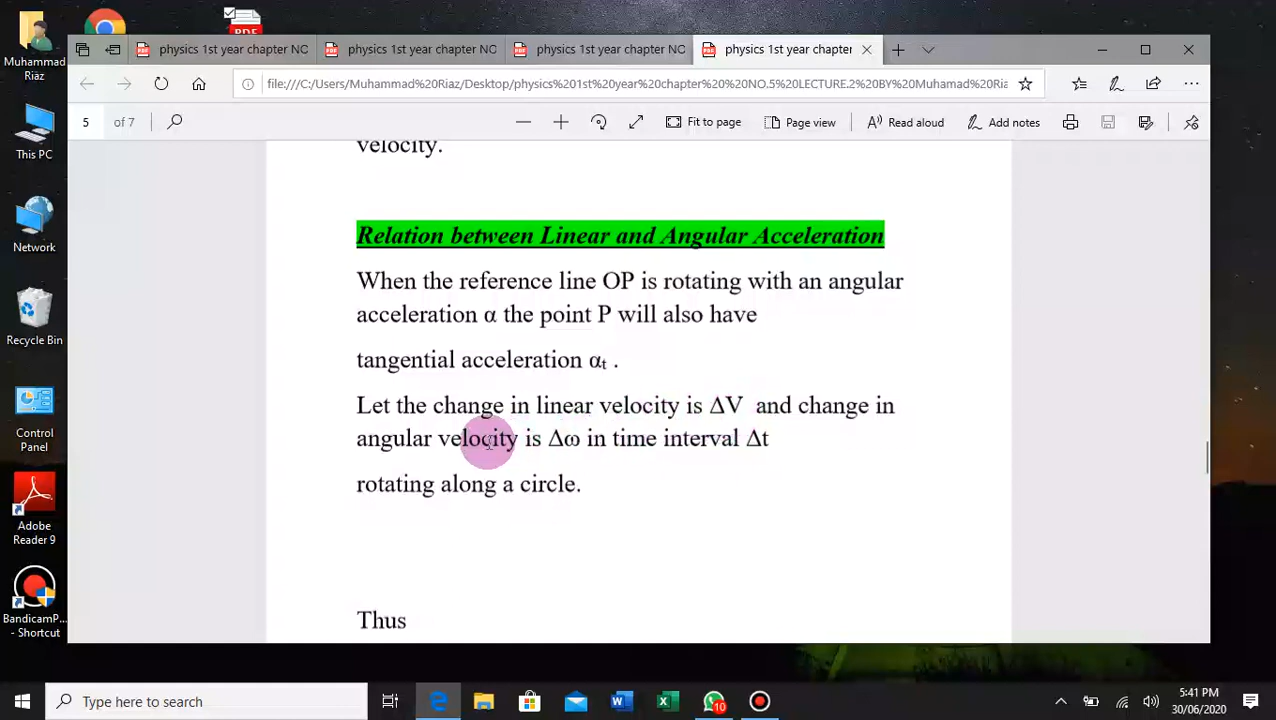 Muhammad
Riaz
This PC
Network
Recycle Bin
Control
Panel
Adobe
Reader 9
BandicamP...
- Shortcut
PDF
physics 1st year chapter NO
physics 1st year chapter NO
physics 1st year chapter NO
physics 1st year chapter
file:///C:/Users/Muhammad%20Riaz/Desktop/physics%201st%20year%20chapter%20%20NO.5%20LECTURE.2%20BY%20Muhamad%20Ria
5 of 7
Fit to page
Page view
Read aloud
Add notes
velocity.
Relation between Linear and Angular Acceleration
When the reference line OP is rotating with an angular
acceleration α the point P will also have
tangential acceleration αₜ .
Let the change in linear velocity is ΔV and change in
angular velocity is Δω in time interval Δt
rotating along a circle.
Thus
Type here to search
10
5:41 PM
30/06/2020